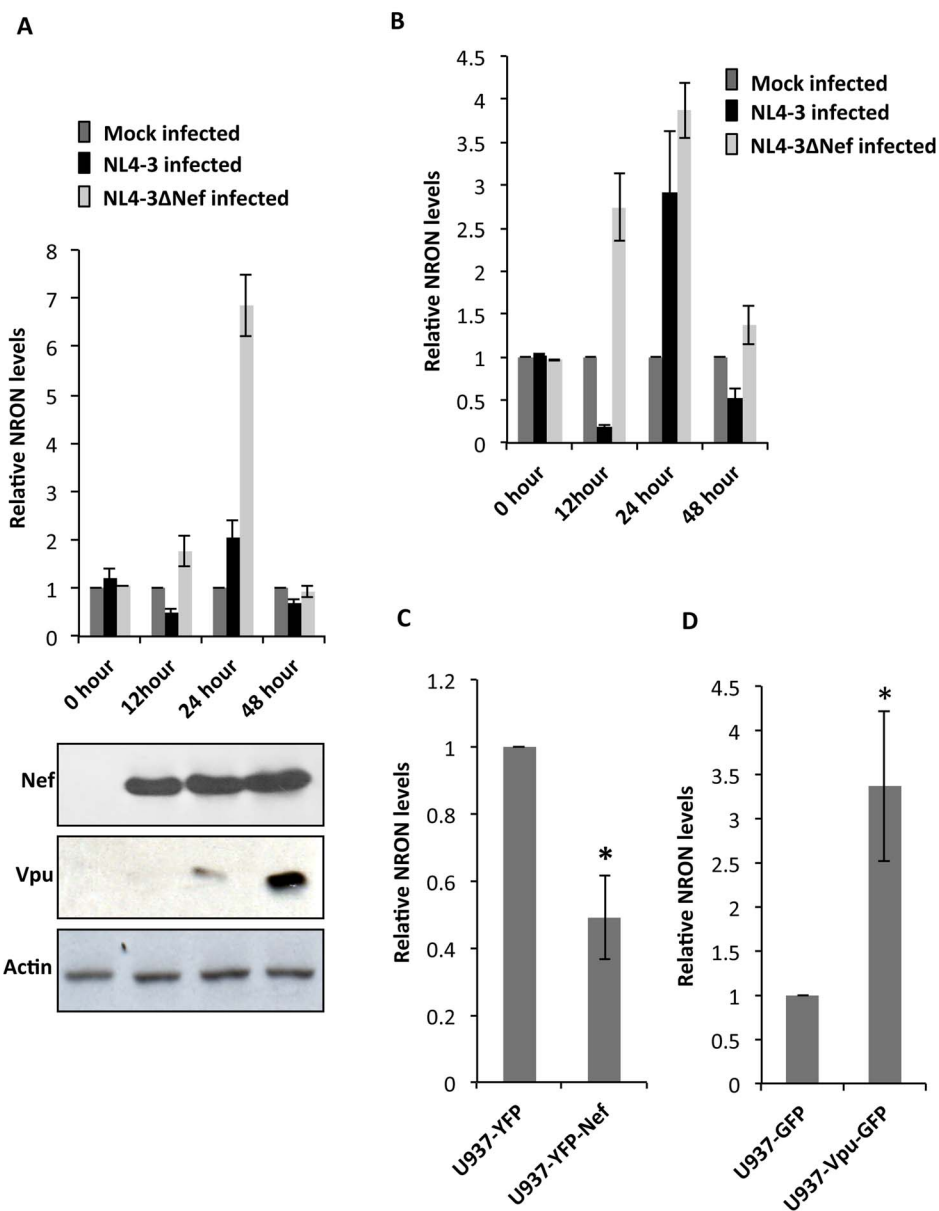 A
Mock infected
NL4-3 infected
NL4-3ΔNef infected
Relative NRON levels
8
7
6
5
4
3
2
1
0
0 hour
12hour
24 hour
48 hour
Nef
Vpu
Actin
B
Mock infected
NL4-3 infected
NL4-3ΔNef infected
Relative NRON levels
4.5
4
3.5
3
2.5
2
1.5
1
0.5
0
0 hour
12hour
24 hour
48 hour
C
Relative NRON levels
1.2
1
0.8
0.6
0.4
0.2
0
*
U937-YFP
U937-YFP-Nef
D
Relative NRON levels
4.5
4
3.5
3
2.5
2
1.5
1
0.5
0
*
U937-GFP
U937-Vpu-GFP